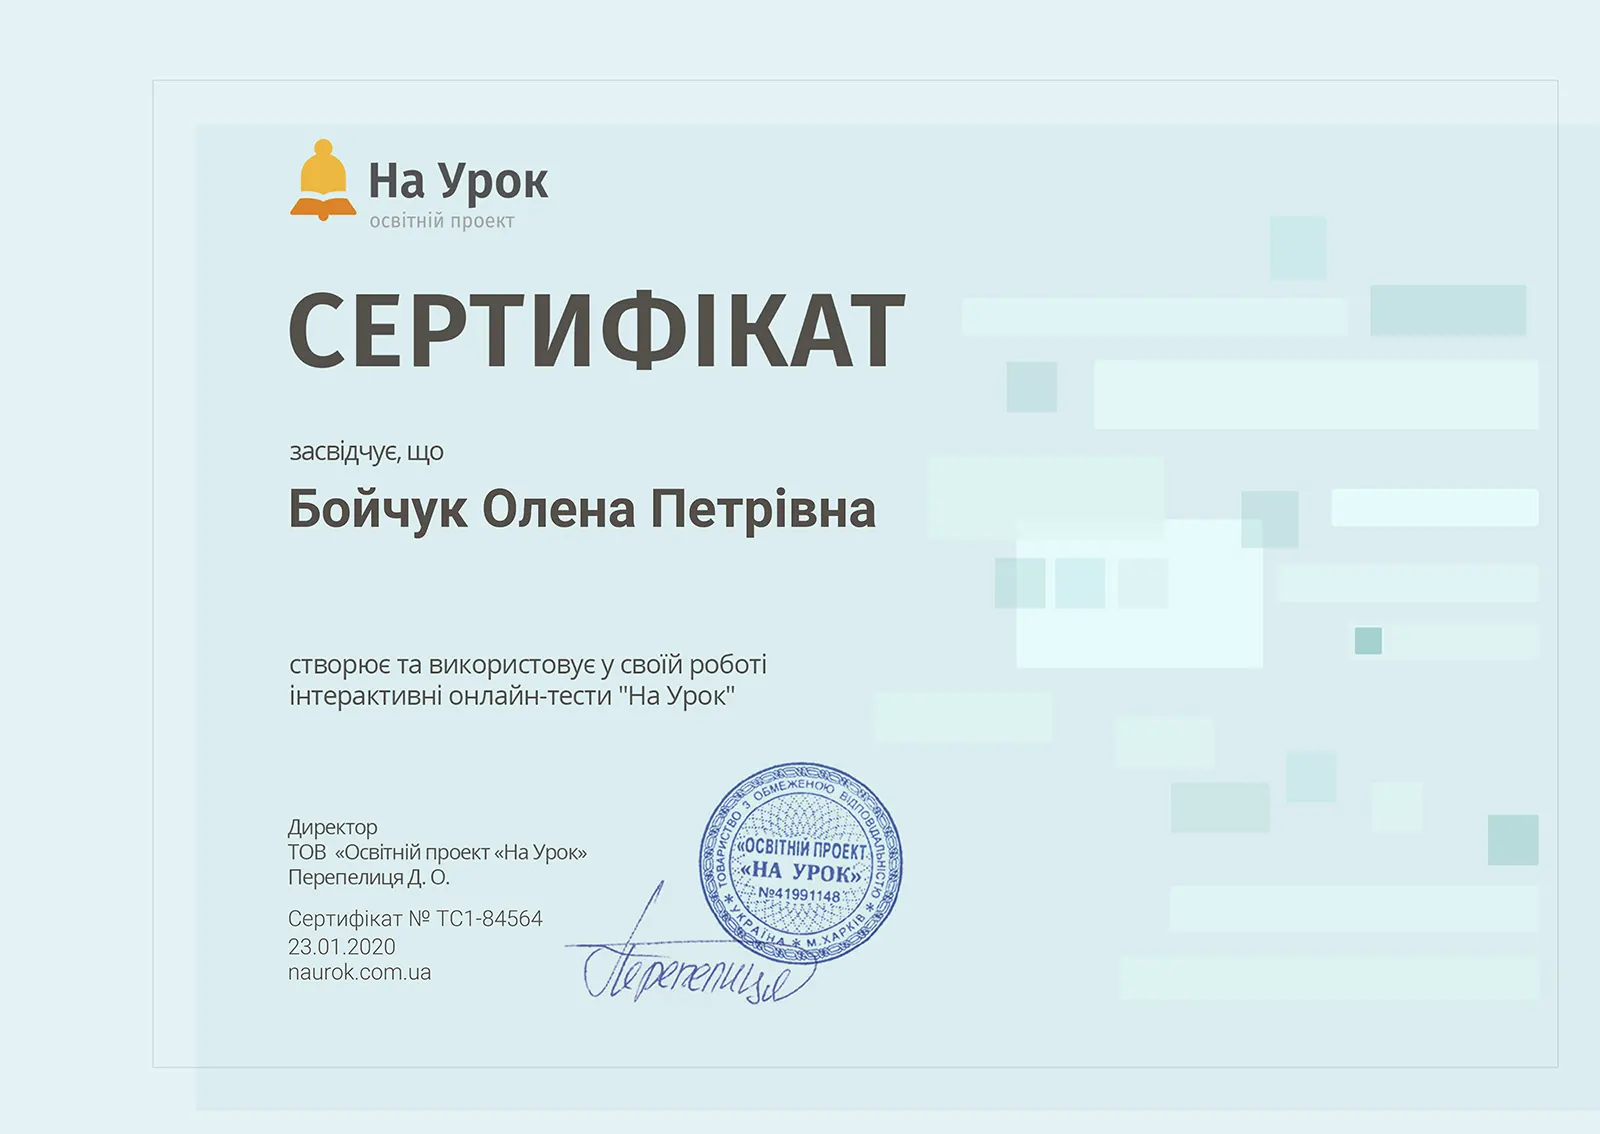 На Урок
освітній проект
СЕРТИФІКАТ
засвідчує, що
Бойчук Олена Петрівна
створює та використовує у своїй роботі
інтерактивні онлайн-тести "На Урок"
Директор
ТОВ «Освітній проект «На Урок»
Перепелиця Д. О.
Сертифікат № ТС1-84564
23.01.2020
naurok.com.ua
ТОВАРИСТВО З ОБМЕЖЕНОЮ ВІДПОВІДАЛЬНІСТЮ
«ОСВІТНІЙ ПРОЕКТ
«НА УРОК»
№41991148
* УКРАЇНА * М.ХАРКІВ *
Перепелиця